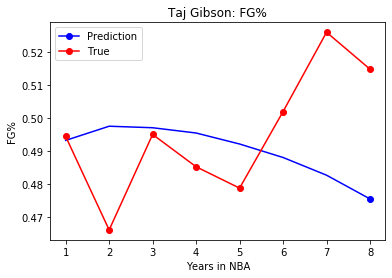 Taj Gibson: FG%
Prediction
True
FG%
0.52
0.51
0.50
0.49
0.48
0.47
1 2 3 4 5 6 7 8
Years in NBA